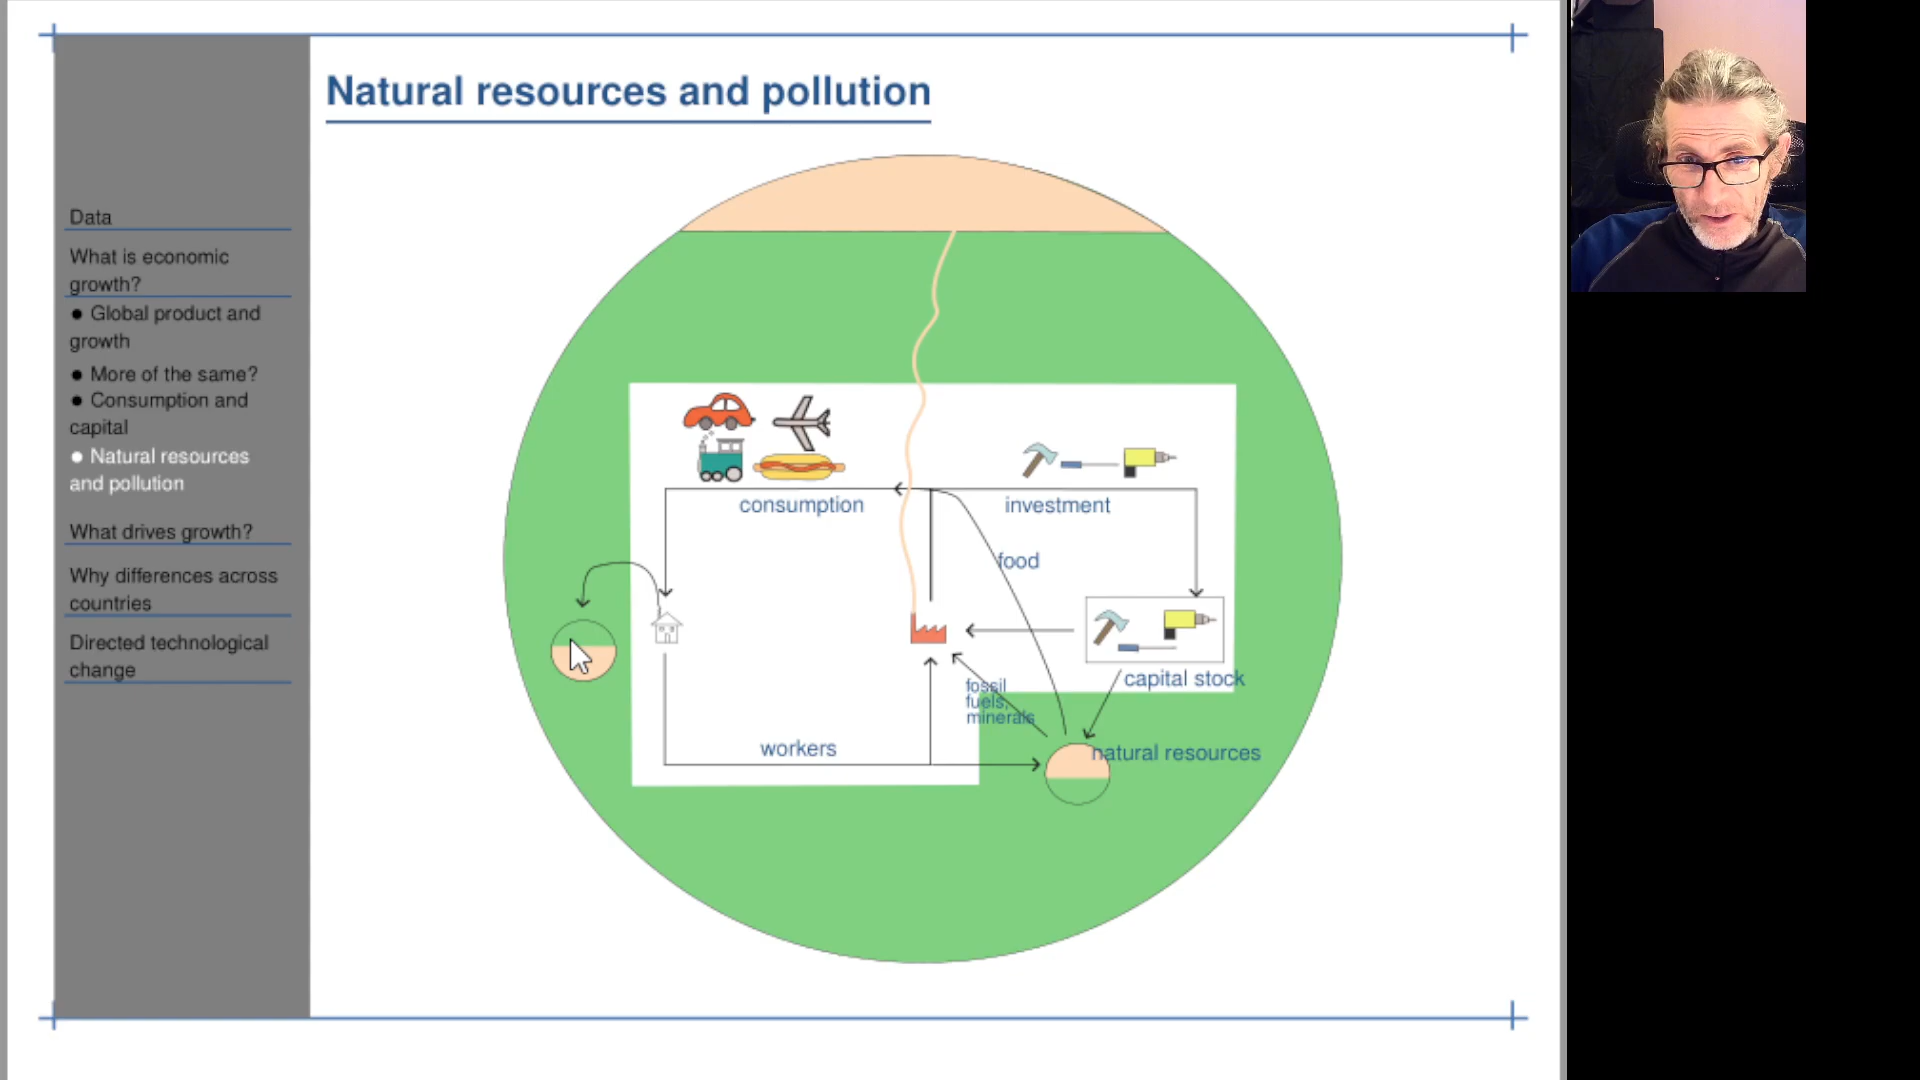 Natural resources and pollution
Data
What is economic
growth?
● Global product and
growth
● More of the same?
● Consumption and
capital
● Natural resources
and pollution
What drives growth?
Why differences across
countries
Directed technological
change
consumption
investment
food
capital stock
fossil
fuels,
minerals
workers
natural resources